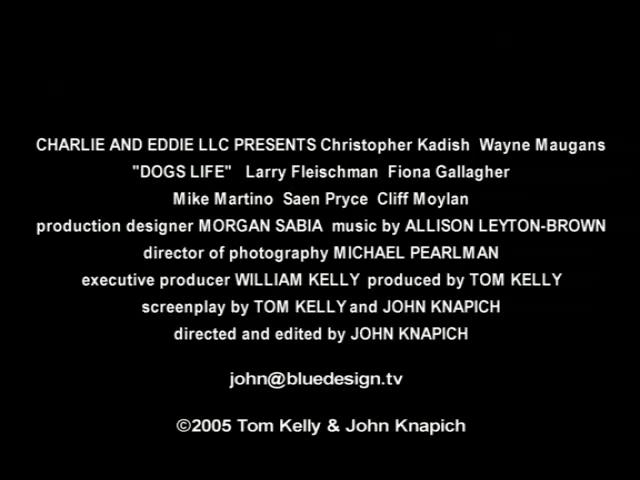 CHARLIE AND EDDIE LLC PRESENTS Christopher Kadish Wayne Maugans
"DOGS LIFE" Larry Fleischman Fiona Gallagher
Mike Martino Saen Pryce Cliff Moylan
production designer MORGAN SABIA music by ALLISON LEYTON-BROWN
director of photography MICHAEL PEARLMAN
executive producer WILLIAM KELLY produced by TOM KELLY
screenplay by TOM KELLY and JOHN KNAPICH
directed and edited by JOHN KNAPICH
john@bluedesign.tv
©2005 Tom Kelly & John Knapich